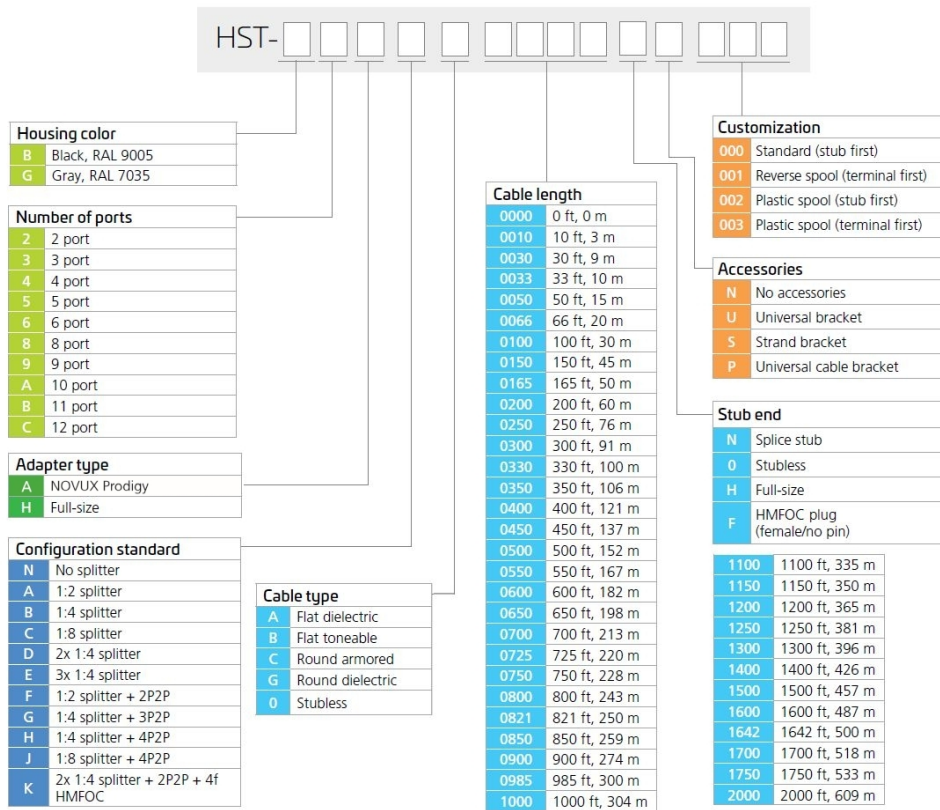 HST-
Housing color
B Black, RAL 9005
G Gray, RAL 7035
Number of ports
2 2 port
3 3 port
4 4 port
5 5 port
6 6 port
8 8 port
9 9 port
A 10 port
B 11 port
C 12 port
Adapter type
A NOVUX Prodigy
H Full-size
Configuration standard
N No splitter
A 1:2 splitter
B 1:4 splitter
C 1:8 splitter
D 2x 1:4 splitter
E 3x 1:4 splitter
F 1:2 splitter + 2P2P
G 1:4 splitter + 3P2P
H 1:4 splitter + 4P2P
J 1:8 splitter + 4P2P
K 2x 1:4 splitter + 2P2P + 4f
HMFOC
Cable type
A Flat dielectric
B Flat toneable
C Round armored
G Round dielectric
0 Stubless
Cable length
0000 0 ft, 0 m
0010 10 ft, 3 m
0030 30 ft, 9 m
0033 33 ft, 10 m
0050 50 ft, 15 m
0066 66 ft, 20 m
0100 100 ft, 30 m
0150 150 ft, 45 m
0165 165 ft, 50 m
0200 200 ft, 60 m
0250 250 ft, 76 m
0300 300 ft, 91 m
0330 330 ft, 100 m
0350 350 ft, 106 m
0400 400 ft, 121 m
0450 450 ft, 137 m
0500 500 ft, 152 m
0550 550 ft, 167 m
0600 600 ft, 182 m
0650 650 ft, 198 m
0700 700 ft, 213 m
0725 725 ft, 220 m
0750 750 ft, 228 m
0800 800 ft, 243 m
0821 821 ft, 250 m
0850 850 ft, 259 m
0900 900 ft, 274 m
0985 985 ft, 300 m
1000 1000 ft, 304 m
Customization
000 Standard (stub first)
001 Reverse spool (terminal first)
002 Plastic spool (stub first)
003 Plastic spool (terminal first)
Accessories
N No accessories
U Universal bracket
S Strand bracket
P Universal cable bracket
Stub end
N Splice stub
0 Stubless
H Full-size
F HMFOC plug
(female/no pin)
1100 1100 ft, 335 m
1150 1150 ft, 350 m
1200 1200 ft, 365 m
1250 1250 ft, 381 m
1300 1300 ft, 396 m
1400 1400 ft, 426 m
1500 1500 ft, 457 m
1600 1600 ft, 487 m
1642 1642 ft, 500 m
1700 1700 ft, 518 m
1750 1750 ft, 533 m
2000 2000 ft, 609 m